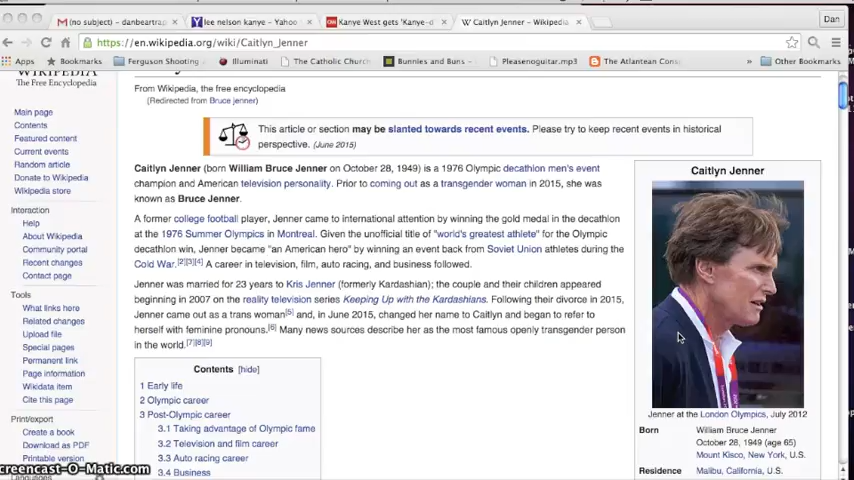 (no subject) - danbeartrap
lee nelson kanye - Yahoo
Kanye West gets 'Kanye-d
Caitlyn Jenner - Wikipedia
Dan
https://en.wikipedia.org/wiki/Caitlyn_Jenner
Apps Bookmarks Ferguson Shooting Illuminati The Catholic Church Bunnies and Buns Pleasenoguitar.mp3 The Atlantean Cons » Other Bookmarks
WIKIPEDIA
The Free Encyclopedia
Main page
Contents
Featured content
Current events
Random article
Donate to Wikipedia
Wikipedia store
Interaction
Help
About Wikipedia
Community portal
Recent changes
Contact page
Tools
What links here
Related changes
Upload file
Special pages
Permanent link
Page information
Wikidata item
Cite this page
Print/export
Create a book
Download as PDF
Printable version
Languages
From Wikipedia, the free encyclopedia
(Redirected from Bruce jenner)
This article or section may be slanted towards recent events. Please try to keep recent events in historical
perspective. (June 2015)
Caitlyn Jenner (born William Bruce Jenner on October 28, 1949) is a 1976 Olympic decathlon men's event
champion and American television personality. Prior to coming out as a transgender woman in 2015, she was
known as Bruce Jenner.
A former college football player, Jenner came to international attention by winning the gold medal in the decathlon
at the 1976 Summer Olympics in Montreal. Given the unofficial title of "world's greatest athlete" for the Olympic
decathlon win, Jenner became "an American hero" by winning an event back from Soviet Union athletes during the
Cold War.[2][3][4] A career in television, film, auto racing, and business followed.
Jenner was married for 23 years to Kris Jenner (formerly Kardashian); the couple and their children appeared
beginning in 2007 on the reality television series Keeping Up with the Kardashians. Following their divorce in 2015,
Jenner came out as a trans woman[5] and, in June 2015, changed her name to Caitlyn and began to refer to
herself with feminine pronouns.[6] Many news sources describe her as the most famous openly transgender person
in the world.[7][8][9]
Contents [hide]
1 Early life
2 Olympic career
3 Post-Olympic career
3.1 Taking advantage of Olympic fame
3.2 Television and film career
3.3 Auto racing career
3.4 Business
Caitlyn Jenner
Jenner at the London Olympics, July 2012
Born William Bruce Jenner
October 28, 1949 (age 65)
Mount Kisco, New York, U.S.
Residence Malibu, California, U.S.
creencast-O-Matic.com